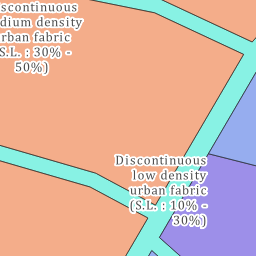 scontinuous
dium density
rban fabric
S.L. : 30% -
50%)
Discontinuous
low density
urban fabric
(S.L. : 10% -
30%)